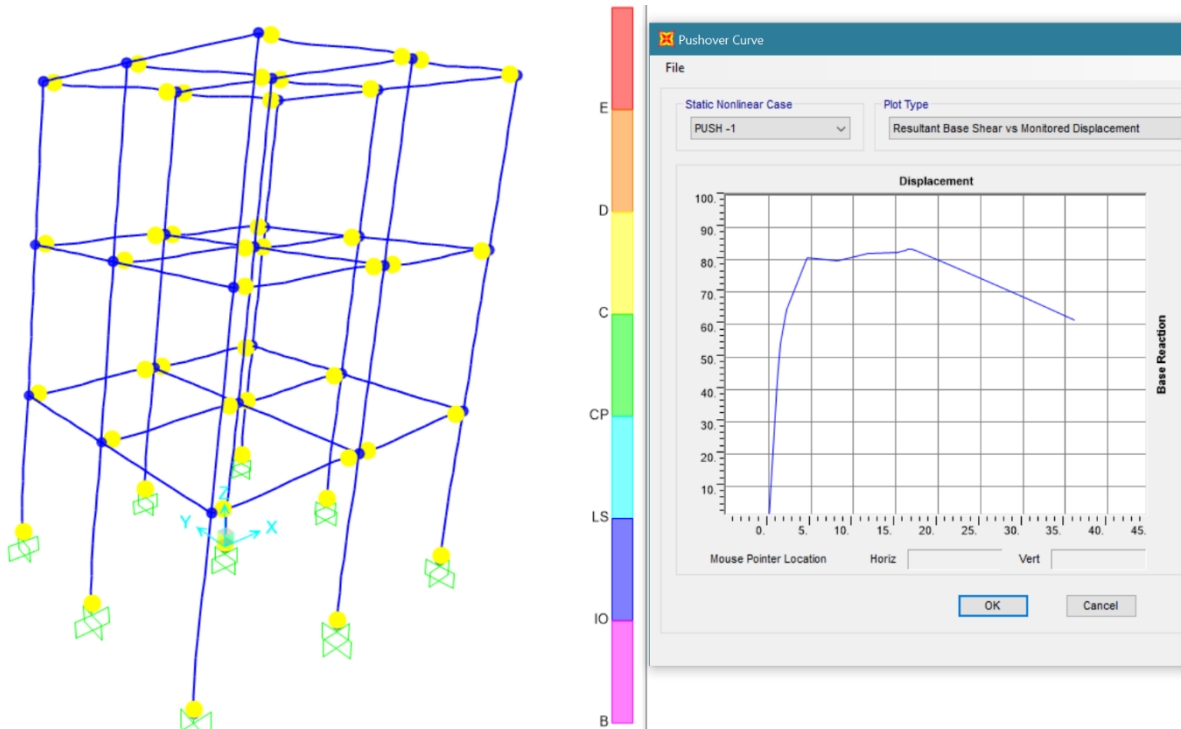 Z
Y
X
E
D
C
CP
LS
IO
B
Pushover Curve
File
Static Nonlinear Case
Plot Type
PUSH -1
Resultant Base Shear vs Monitored Displacement
Displacement
100.
90.
80.
70.
60.
50.
40.
30.
20.
10.
0. 5. 10. 15. 20. 25. 30. 35. 40. 45.
Base Reaction
Mouse Pointer Location Horiz Vert
OK Cancel